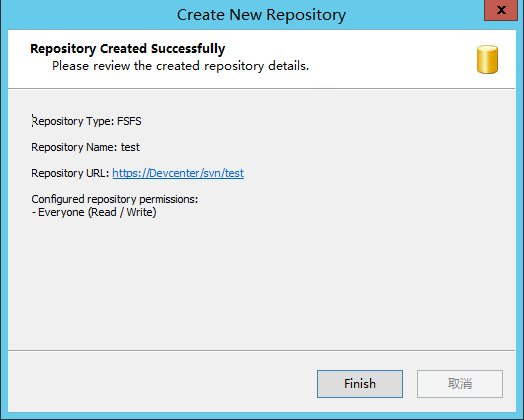 Create New Repository
x
Repository Created Successfully
Please review the created repository details.
Repository Type: FSFS
Repository Name: test
Repository URL: https://Devcenter/svn/test
Configured repository permissions:
- Everyone (Read / Write)
Finish
取消